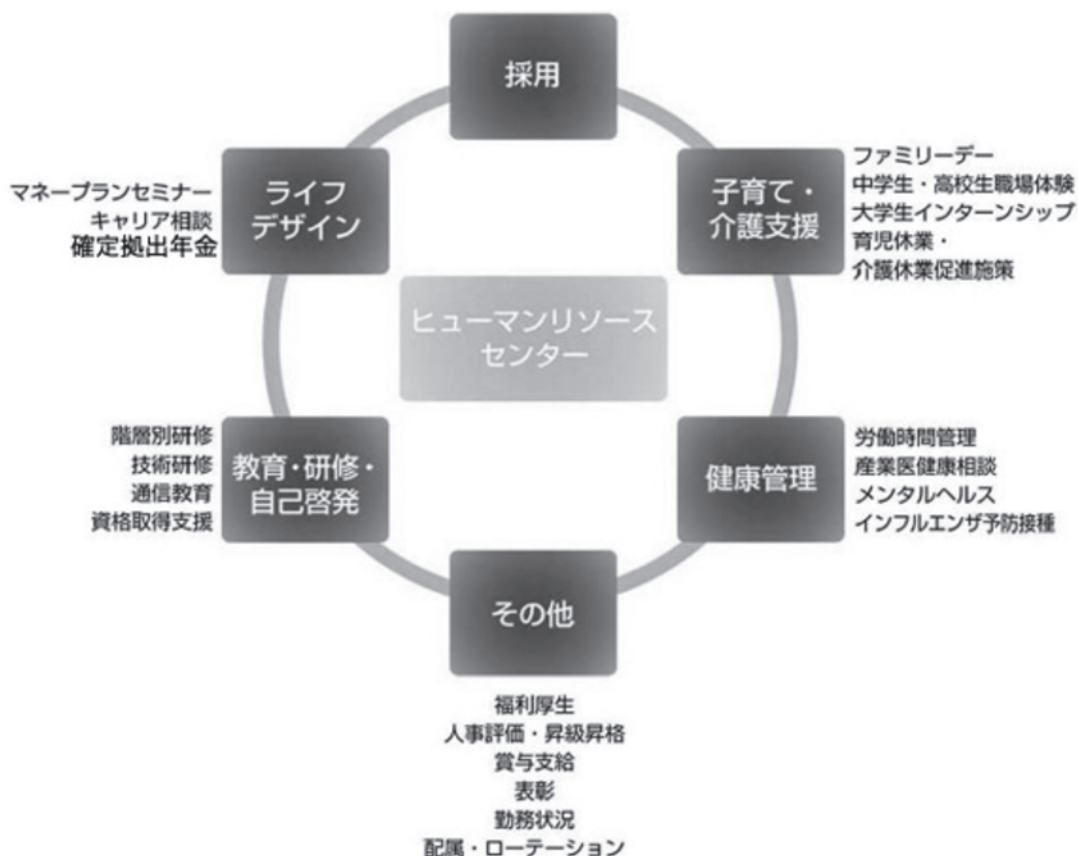 採用
ライフ
デザイン
マネープランセミナー
キャリア相談
確定拠出年金
子育て・
介護支援
ファミリーデー
中学生・高校生職場体験
大学生インターンシップ
育児休業・
介護休業促進施策
ヒューマンリソース
センター
階層別研修
技術研修
通信教育
資格取得支援
教育・研修・
自己啓発
健康管理
労働時間管理
産業医健康相談
メンタルヘルス
インフルエンザ予防接種
その他
福利厚生
人事評価・昇級昇格
賞与支給
表彰
勤務状況
配属・ローテーション